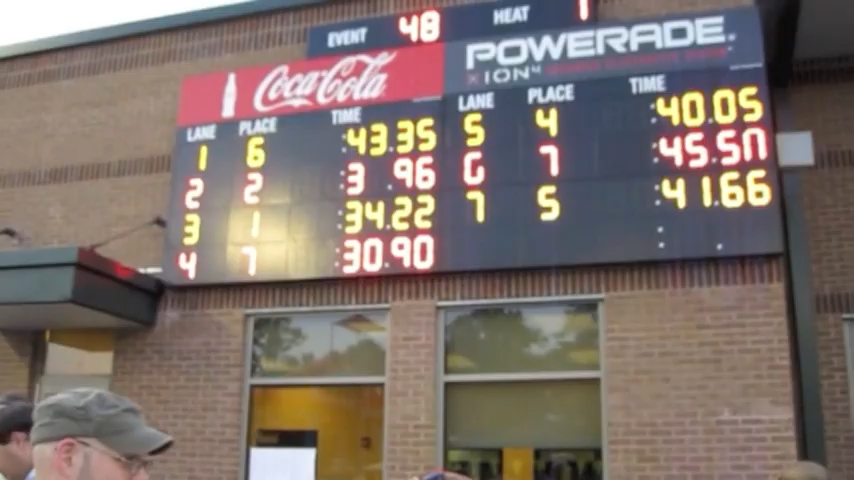 EVENT 48 HEAT 1
Coca-Cola POWERADE
ION4
LANE PLACE TIME LANE PLACE TIME
1 6 :43.35 5 4 :40.05
2 2 :3 .96 6 7 :45.50
3 1 :34.22 7 5 :41.66
4 7 :30.90 : .